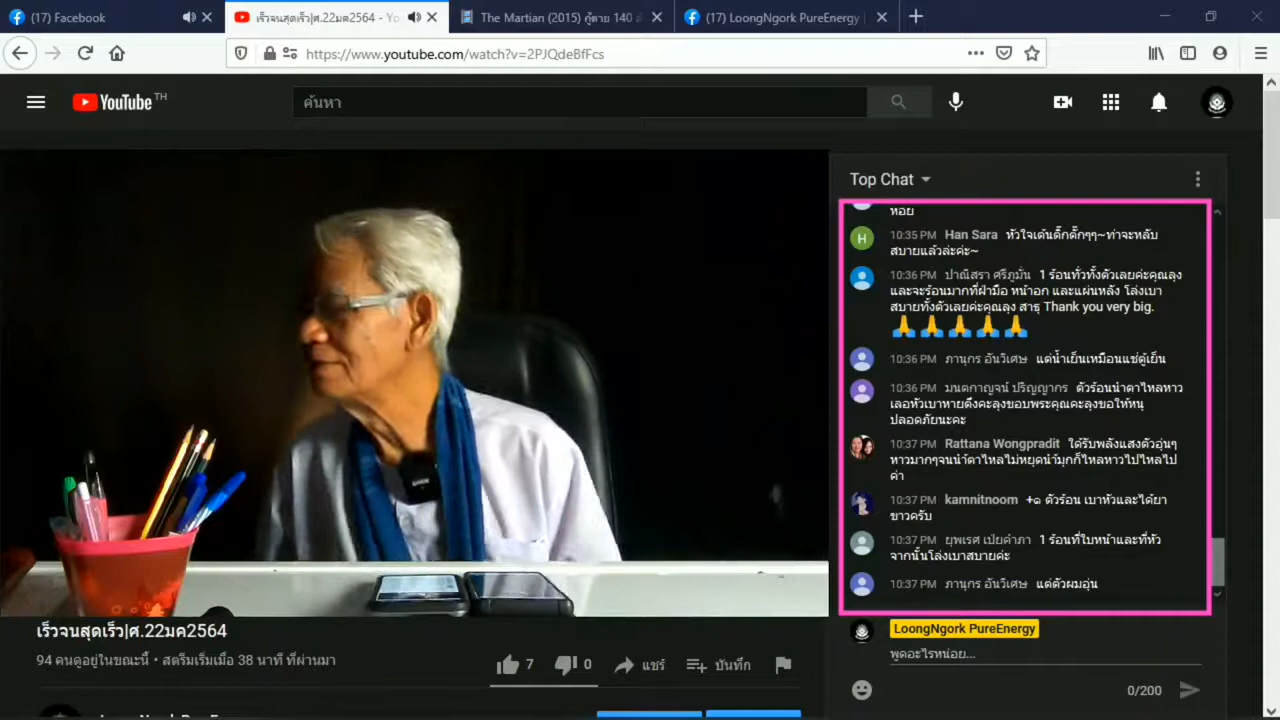 (17) Facebook
เร็วจนสุดเร็ว|ศ.22มค2564 - Yo
The Martian (2015) กู้ตาย 140 ล้
(17) LoongNgork PureEnergy |
https://www.youtube.com/watch?v=2PJQdeBfFcs
YouTube TH
ค้นหา
Top Chat
หอย
10:35 PM Han Sara หัวใจเต้นตึ๊กตั๊กๆๆ~ท่าจะหลับ
สบายแล้วล่ะค่ะ~
10:36 PM ปาณิสรา ศรีภูมั่น 1 ร้อนทั่วทั้งตัวเลยค่ะคุณลุง
และจะร้อนมากที่ฝ่ามือ หน้าอก และแผ่นหลัง โล่งเบา
สบายทั้งตัวเลยค่ะคุณลุง สาธุ Thank you very big.
🙏🙏🙏🙏🙏
10:36 PM ภานุกร อันวิเศษ แต่น้ำเย็นเหมือนแช่ตู้เย็น
10:36 PM มนตกาญจน์ ปริญญากร ตัวร้อนนำตาไหลหาว
เลอหัวเบาหายตึงคะลุงขอบพระคุณคะลุงขอให้หนุ
ปลอดภัยนะคะ
10:37 PM Rattana Wongpradit ใด้รับพลังแสงตัวอุ่นๆ
หาวมากๆจนนำ้ตาไหลไม่หยุดนำ้มุกก็ไหลหาวไปไหลไป
ค่า
10:37 PM kamnitnoom +๑ ตัวร้อน เบาหัวและได้ยา
ขาวครับ
10:37 PM ยุพเรศ เปียคำภา 1 ร้อนที่ใบหน้าและที่หัว
จากนั้นโล่งเบาสบายค่ะ
10:37 PM ภานุกร อันวิเศษ แต่ตัวผมอุ่น
เร็วจนสุดเร็ว|ศ.22มค2564
94 คนดูอยู่ในขณะนี้ • สตรีมเริ่มเมื่อ 38 นาที ที่ผ่านมา
7 0 แชร์ บันทึก
LoongNgork PureEnergy
พูดอะไรหน่อย...
0/200